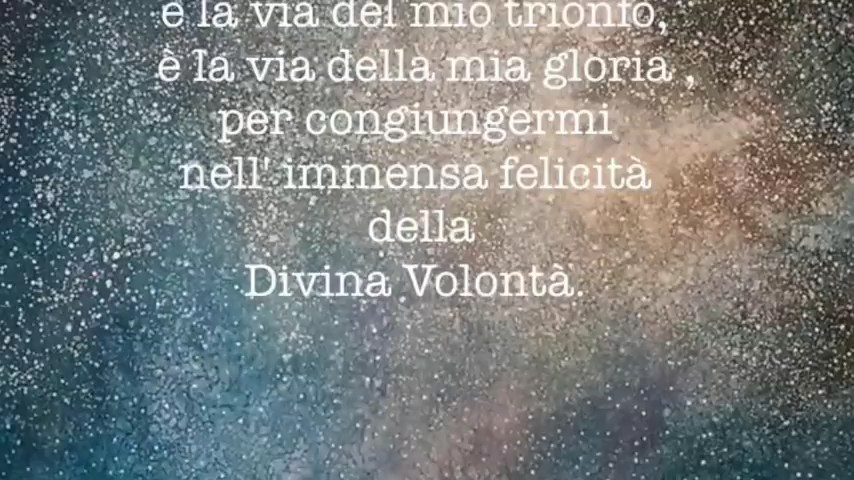 è la via del mio trionfo,
è la via della mia gloria ,
per congiungermi
nell' immensa felicità
della
Divina Volontà.